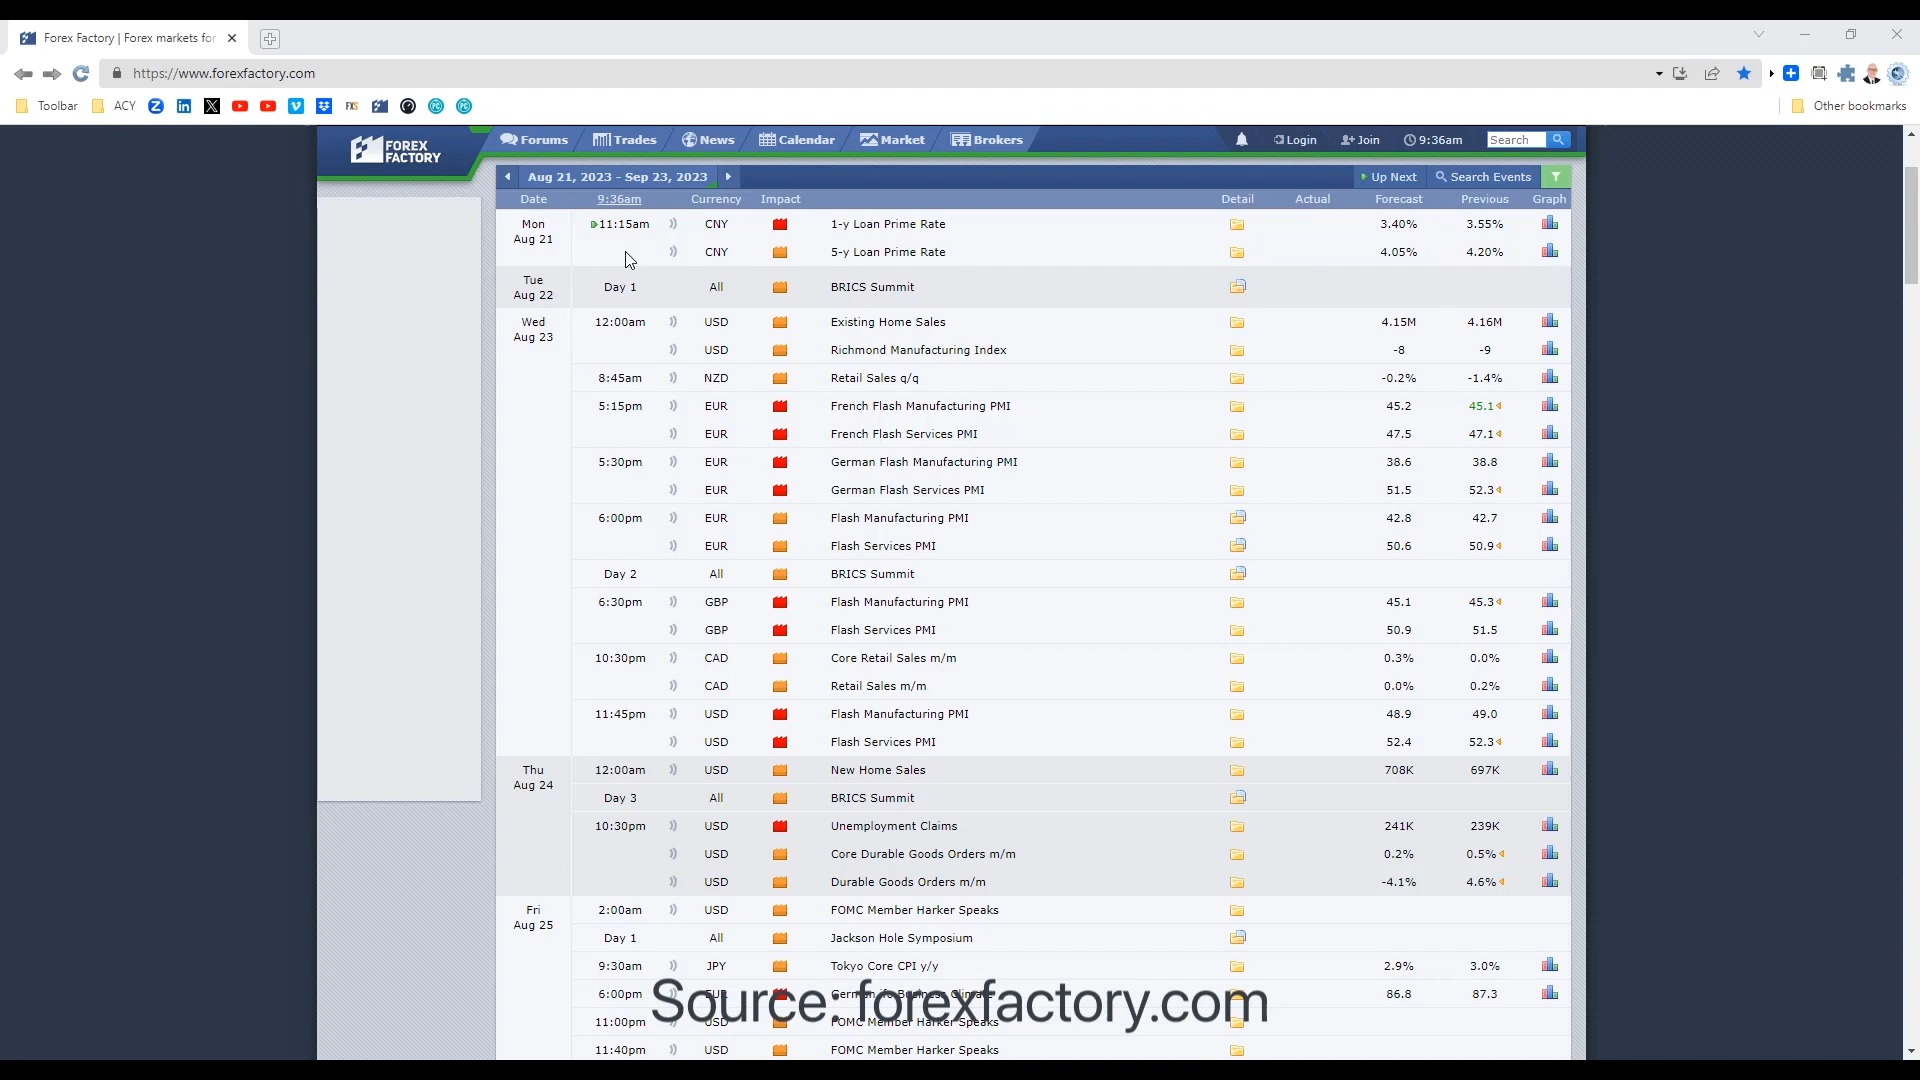 Forex Factory | Forex markets for
https://www.forexfactory.com
Toolbar ACY FXS Other bookmarks
FOREX FACTORY Forums Trades News Calendar Market Brokers Login Join 9:36am Search
Aug 21, 2023 - Sep 23, 2023 Up Next Search Events
Date 9:36am Currency Impact Detail Actual Forecast Previous Graph
Mon Aug 21 11:15am CNY 1-y Loan Prime Rate 3.40% 3.55%
CNY 5-y Loan Prime Rate 4.05% 4.20%
Tue Aug 22 Day 1 All BRICS Summit
Wed Aug 23 12:00am USD Existing Home Sales 4.15M 4.16M
USD Richmond Manufacturing Index -8 -9
8:45am NZD Retail Sales q/q -0.2% -1.4%
5:15pm EUR French Flash Manufacturing PMI 45.2 45.1
EUR French Flash Services PMI 47.5 47.1
5:30pm EUR German Flash Manufacturing PMI 38.6 38.8
EUR German Flash Services PMI 51.5 52.3
6:00pm EUR Flash Manufacturing PMI 42.8 42.7
EUR Flash Services PMI 50.6 50.9
Day 2 All BRICS Summit
6:30pm GBP Flash Manufacturing PMI 45.1 45.3
GBP Flash Services PMI 50.9 51.5
10:30pm CAD Core Retail Sales m/m 0.3% 0.0%
CAD Retail Sales m/m 0.0% 0.2%
11:45pm USD Flash Manufacturing PMI 48.9 49.0
USD Flash Services PMI 52.4 52.3
Thu Aug 24 12:00am USD New Home Sales 708K 697K
Day 3 All BRICS Summit
10:30pm USD Unemployment Claims 241K 239K
USD Core Durable Goods Orders m/m 0.2% 0.5%
USD Durable Goods Orders m/m -4.1% 4.6%
Fri Aug 25 2:00am USD FOMC Member Harker Speaks
Day 1 All Jackson Hole Symposium
9:30am JPY Tokyo Core CPI y/y 2.9% 3.0%
6:00pm EUR German ifo Business Climate 86.8 87.3
Source: forexfactory.com
11:00pm USD FOMC Member Harker Speaks
11:40pm USD FOMC Member Harker Speaks